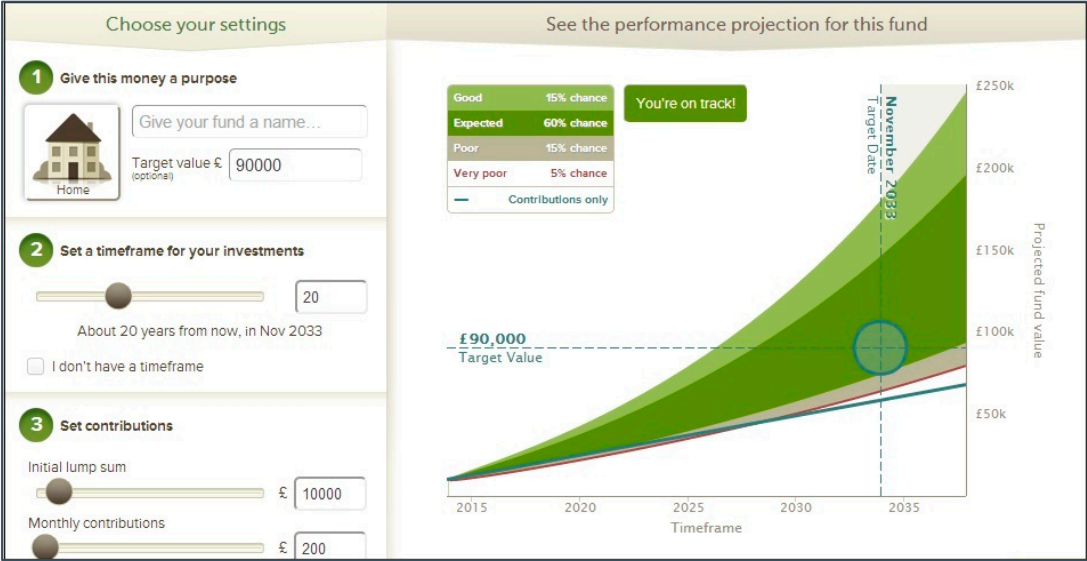 Choose your settings
1 Give this money a purpose
Give your fund a name...
Target value £ 90000
(optional)
Home
2 Set a timeframe for your investments
20
About 20 years from now, in Nov 2033
I don't have a timeframe
3 Set contributions
Initial lump sum
£ 10000
Monthly contributions
£ 200
See the performance projection for this fund
Good 15% chance
Expected 60% chance
Poor 15% chance
Very poor 5% chance
Contributions only
You're on track!
November 2033
Target Date
£90,000
Target Value
£250k
£200k
£150k
£100k
£50k
Projected fund value
2015 2020 2025 2030 2035
Timeframe